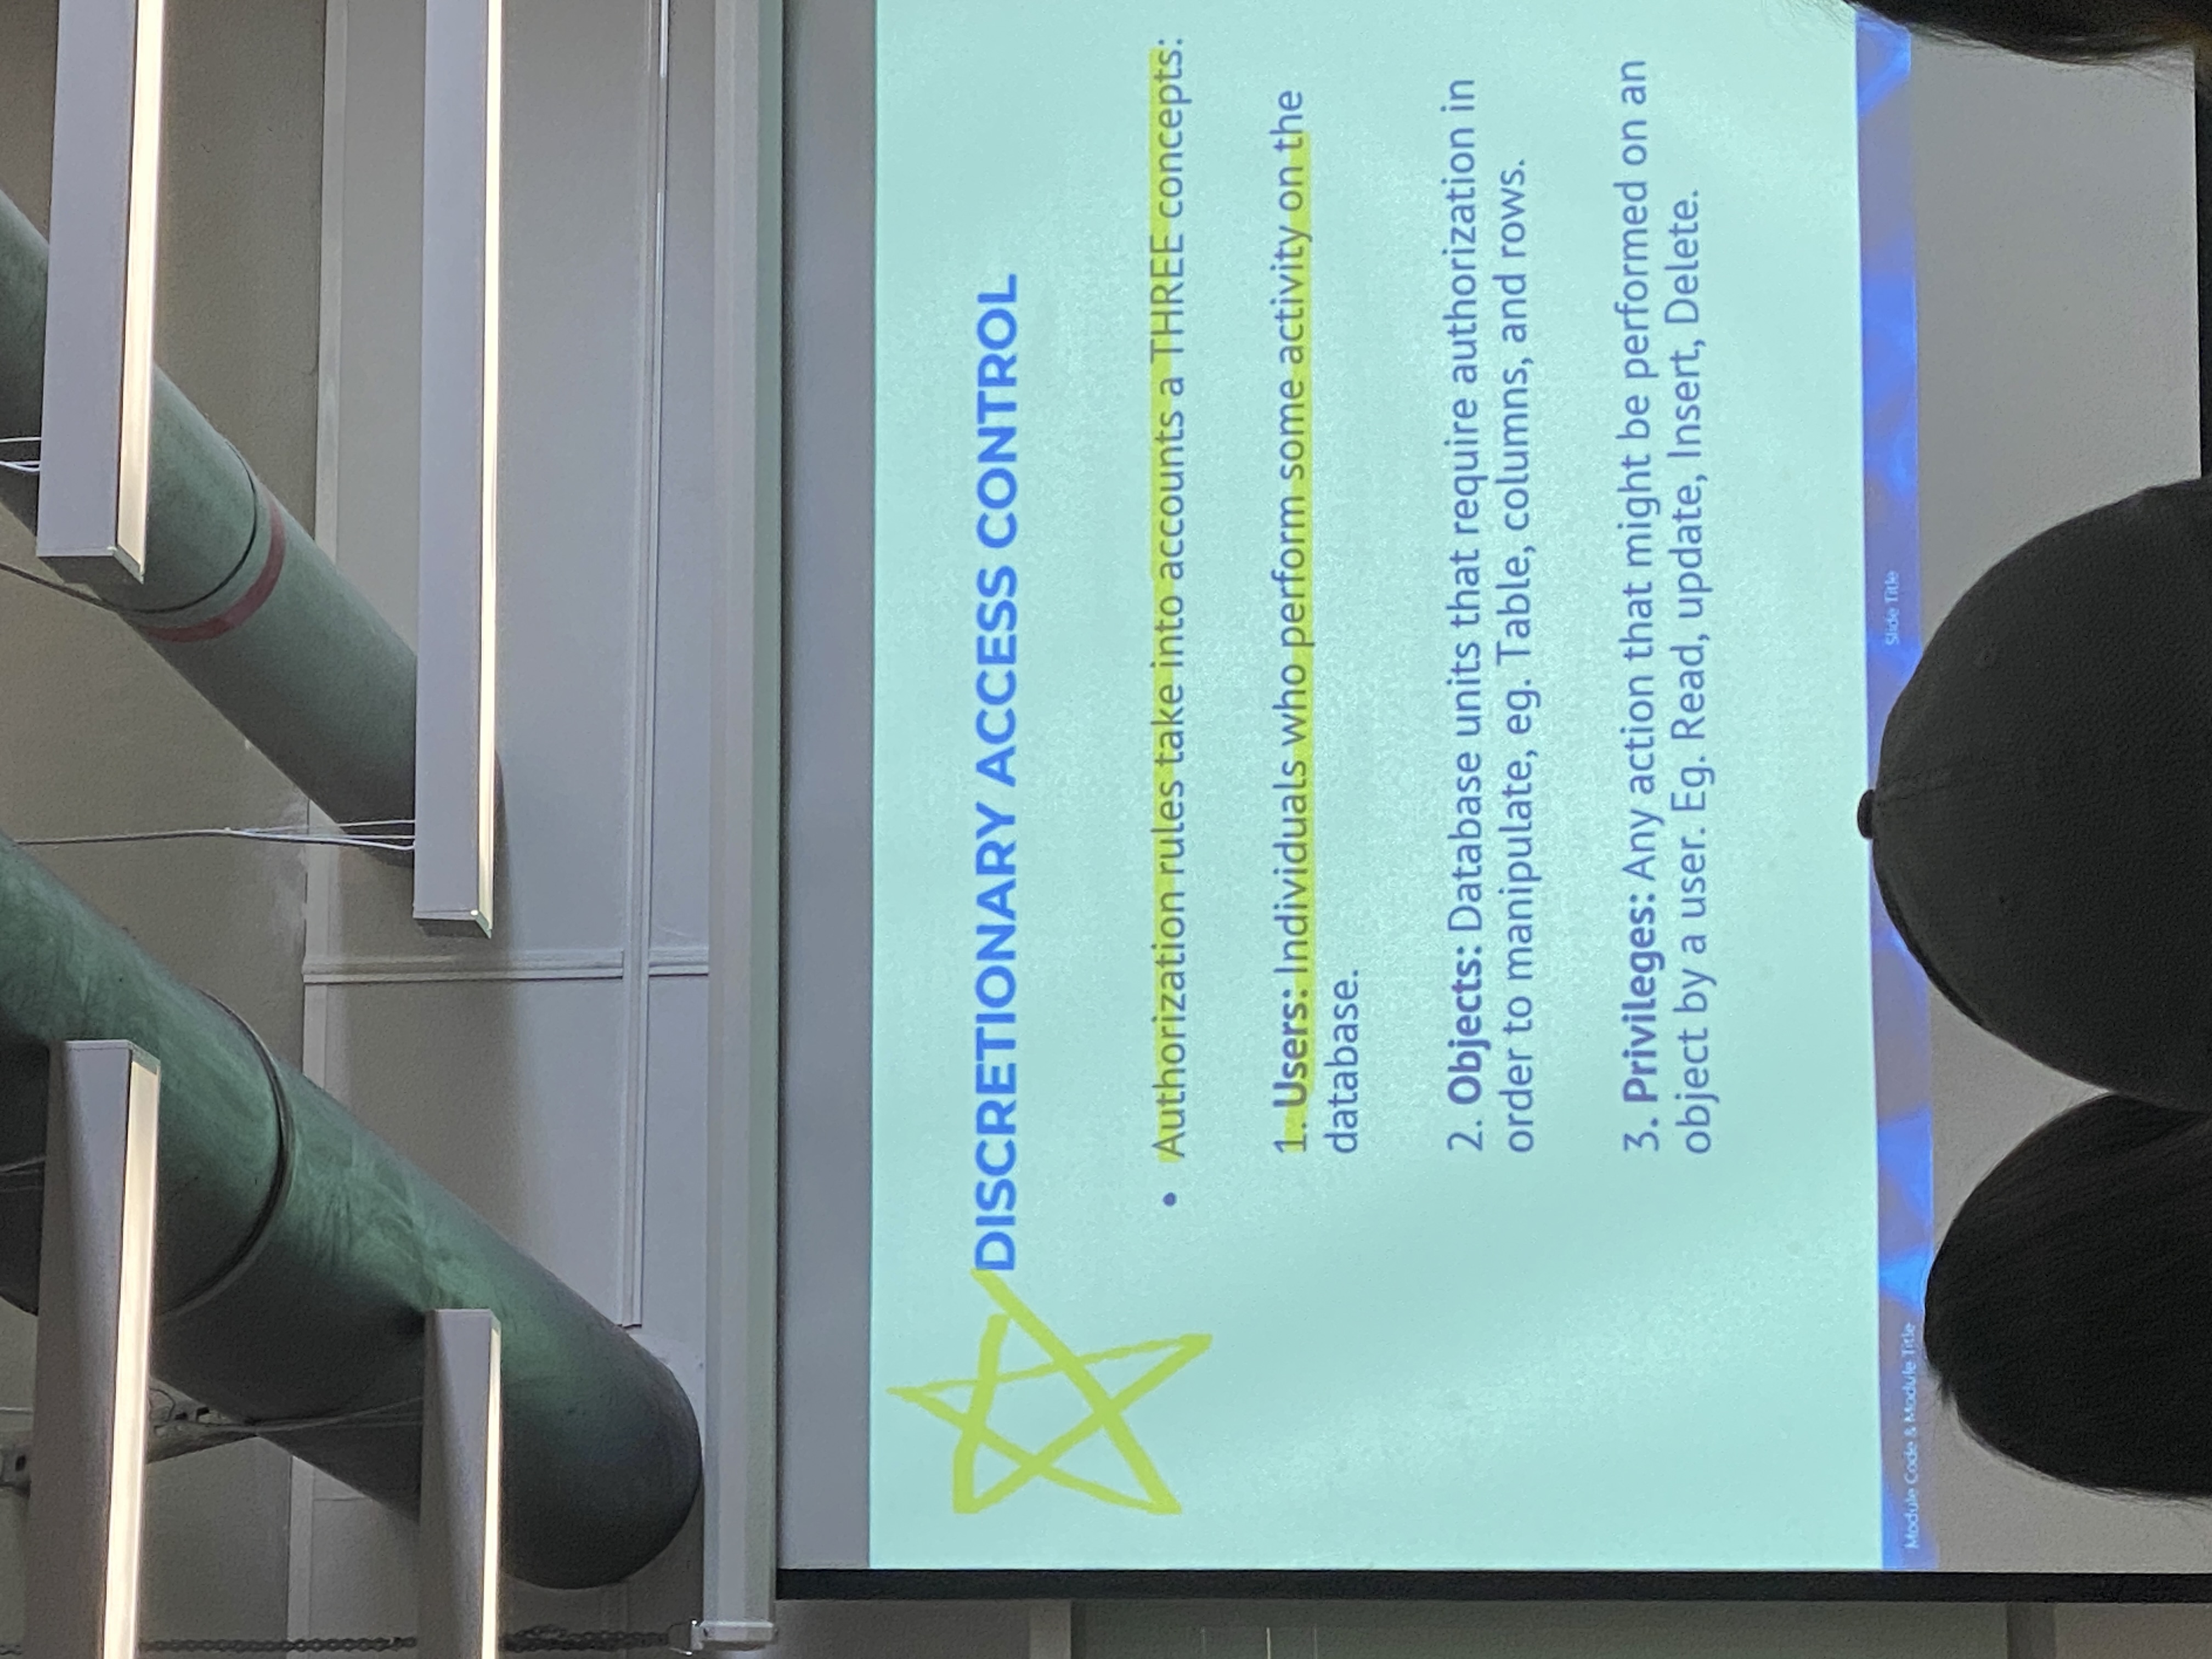 DISCRETIONARY ACCESS CONTROL
• Authorization rules take into accounts a THREE concepts:
1. Users: Individuals who perform some activity on the
database.
2. Objects: Database units that require authorization in
order to manipulate, eg. Table, columns, and rows.
3. Privileges: Any action that might be performed on an
object by a user. Eg. Read, update, Insert, Delete.
Module Code & Module Title
Slide Title